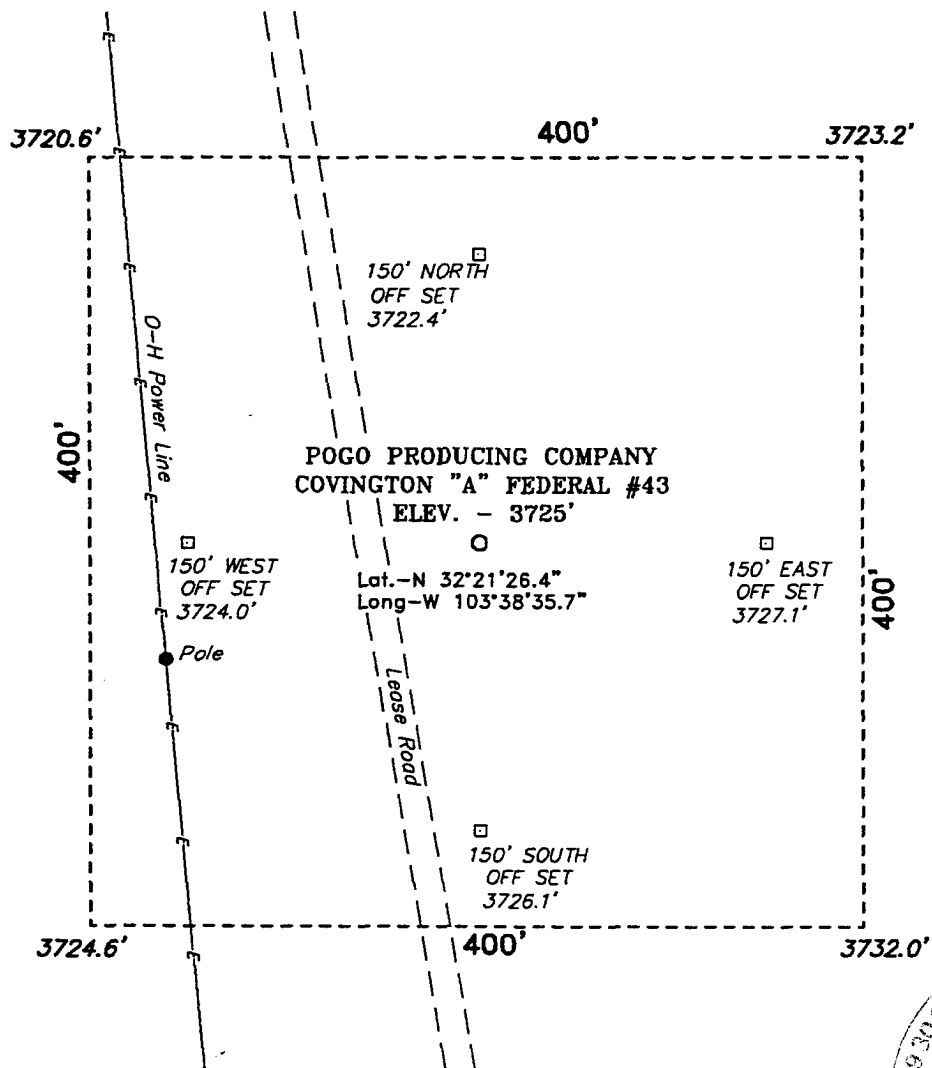 400'
3720.6'
3723.2'
150' NORTH
OFF SET
3722.4'
O-H Power Line
400'
POGO PRODUCING COMPANY
COVINGTON "A" FEDERAL #43
ELEV. - 3725'
150' WEST
OFF SET
3724.0'
Lat.-N 32°21'26.4"
Long-W 103°38'35.7"
150' EAST
OFF SET
3727.1'
400'
Pole
Lease Road
150' SOUTH
OFF SET
3726.1'
3724.6'
400'
3732.0'
E
E
E
E
E
E
E
E
E